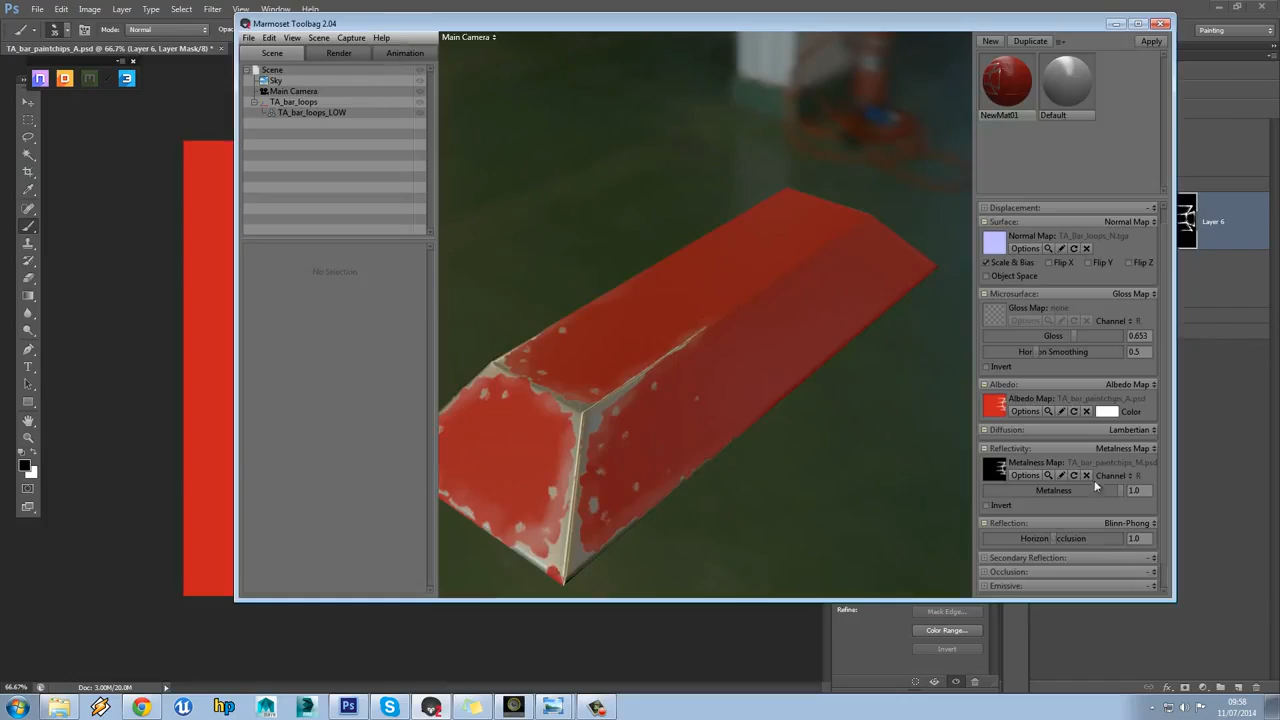 Ps File Edit Image Layer Type Select Filter
Mode: Normal
Painting
TA_bar_paintchips_A.psd @ 66.7% (Layer 6, Layer Mask/8) *
Marmoset Toolbag 2.04
File Edit View Scene Capture Help
Scene Render Animation
Main Camera
Scene
Sky
Main Camera
TA_bar_loops
TA_bar_loops_LOW
No Selection
New Duplicate Apply
NewMat01 Default
Displacement:
Surface: Normal Map
Normal Map: TA_Bar_loops_N.tga
Options
Scale & Bias Flip X Flip Y Flip Z
Object Space
Microsurface: Gloss Map
Gloss Map: none
Options Channel R
Gloss 0.653
Horizon Smoothing 0.5
Invert
Albedo: Albedo Map
Albedo Map: TA_bar_paintchips_A.psd
Options Color
Diffusion: Lambertian
Reflectivity: Metalness Map
Metalness Map: TA_bar_paintchips_M.psd
Options Channel R
Metalness 1.0
Invert
Reflection: Blinn-Phong
Horizon Occlusion 1.0
Secondary Reflection:
Occlusion:
Emissive:
Layer 6
Refine: Mask Edge...
Color Range...
Invert
66.67% Doc: 3.00M/20.0M
09:58
11/07/2014